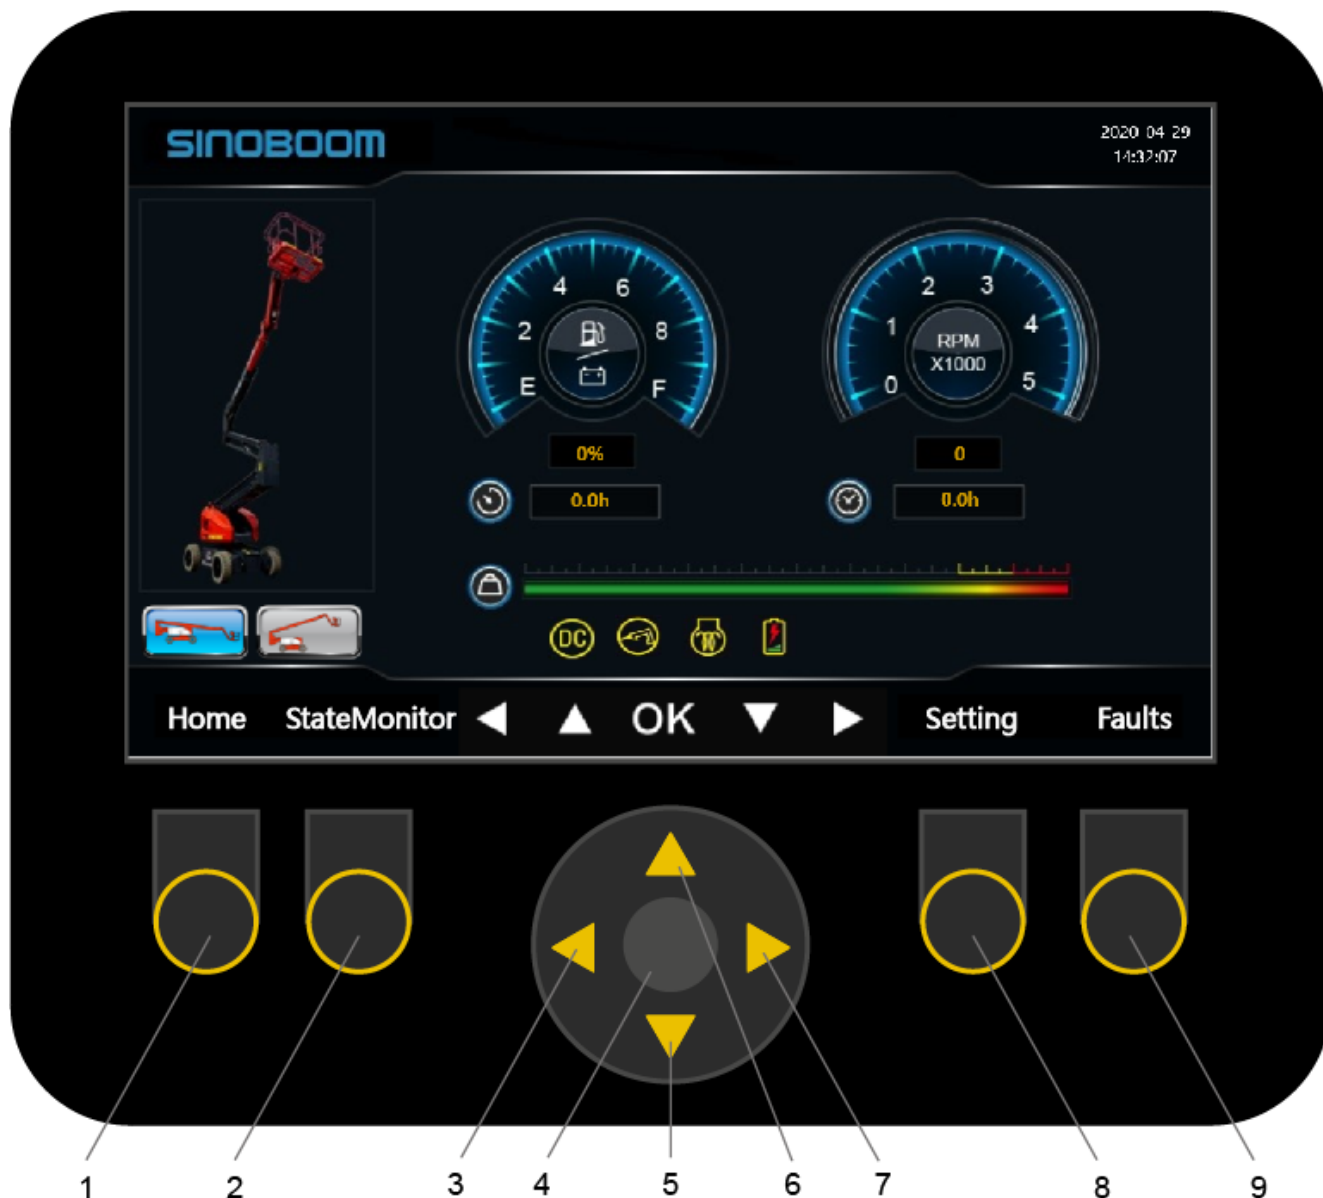 SINOBOOM
2020-04-29
14:32:07
4 6
2 8
E F
2 3
1 4
0 5
RPM
X1000
0%
0
0.0h
0.0h
DC
Home StateMonitor OK Setting Faults
1 2 3 4 5 6 7 8 9